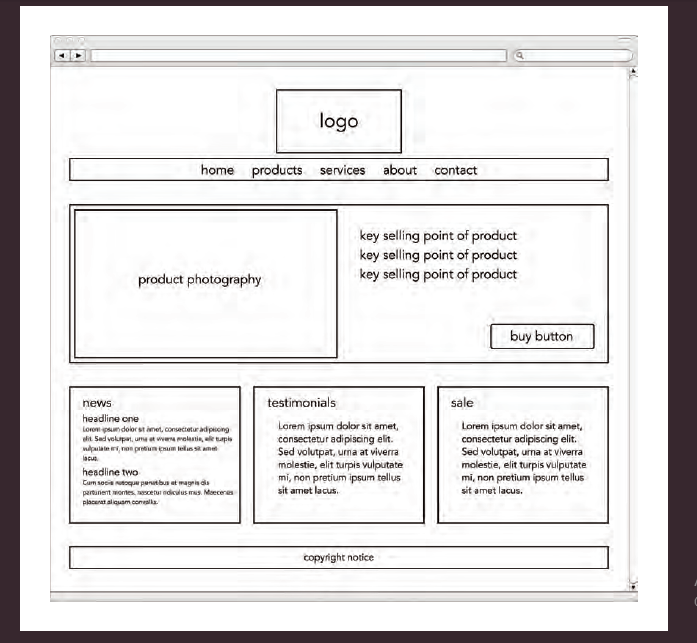 logo
home products services about contact
product photography
key selling point of product
key selling point of product
key selling point of product
buy button
news
headline one
Lorem ipsum dolor sit amet, consectetur adipiscing
elit. Sed volutpat, urna at viverra molestie, elit turpis
vulputate mi, non pretium ipsum tellus sit amet
lacus.
headline two
Cum sociis natoque penatibus et magnis dis
parturient montes, nascetur ridiculus mus. Maecenas
placerat aliquam convallis.
testimonials
Lorem ipsum dolor sit amet,
consectetur adipiscing elit.
Sed volutpat, urna at viverra
molestie, elit turpis vulputate
mi, non pretium ipsum tellus
sit amet lacus.
sale
Lorem ipsum dolor sit amet,
consectetur adipiscing elit.
Sed volutpat, urna at viverra
molestie, elit turpis vulputate
mi, non pretium ipsum tellus
sit amet lacus.
copyright notice